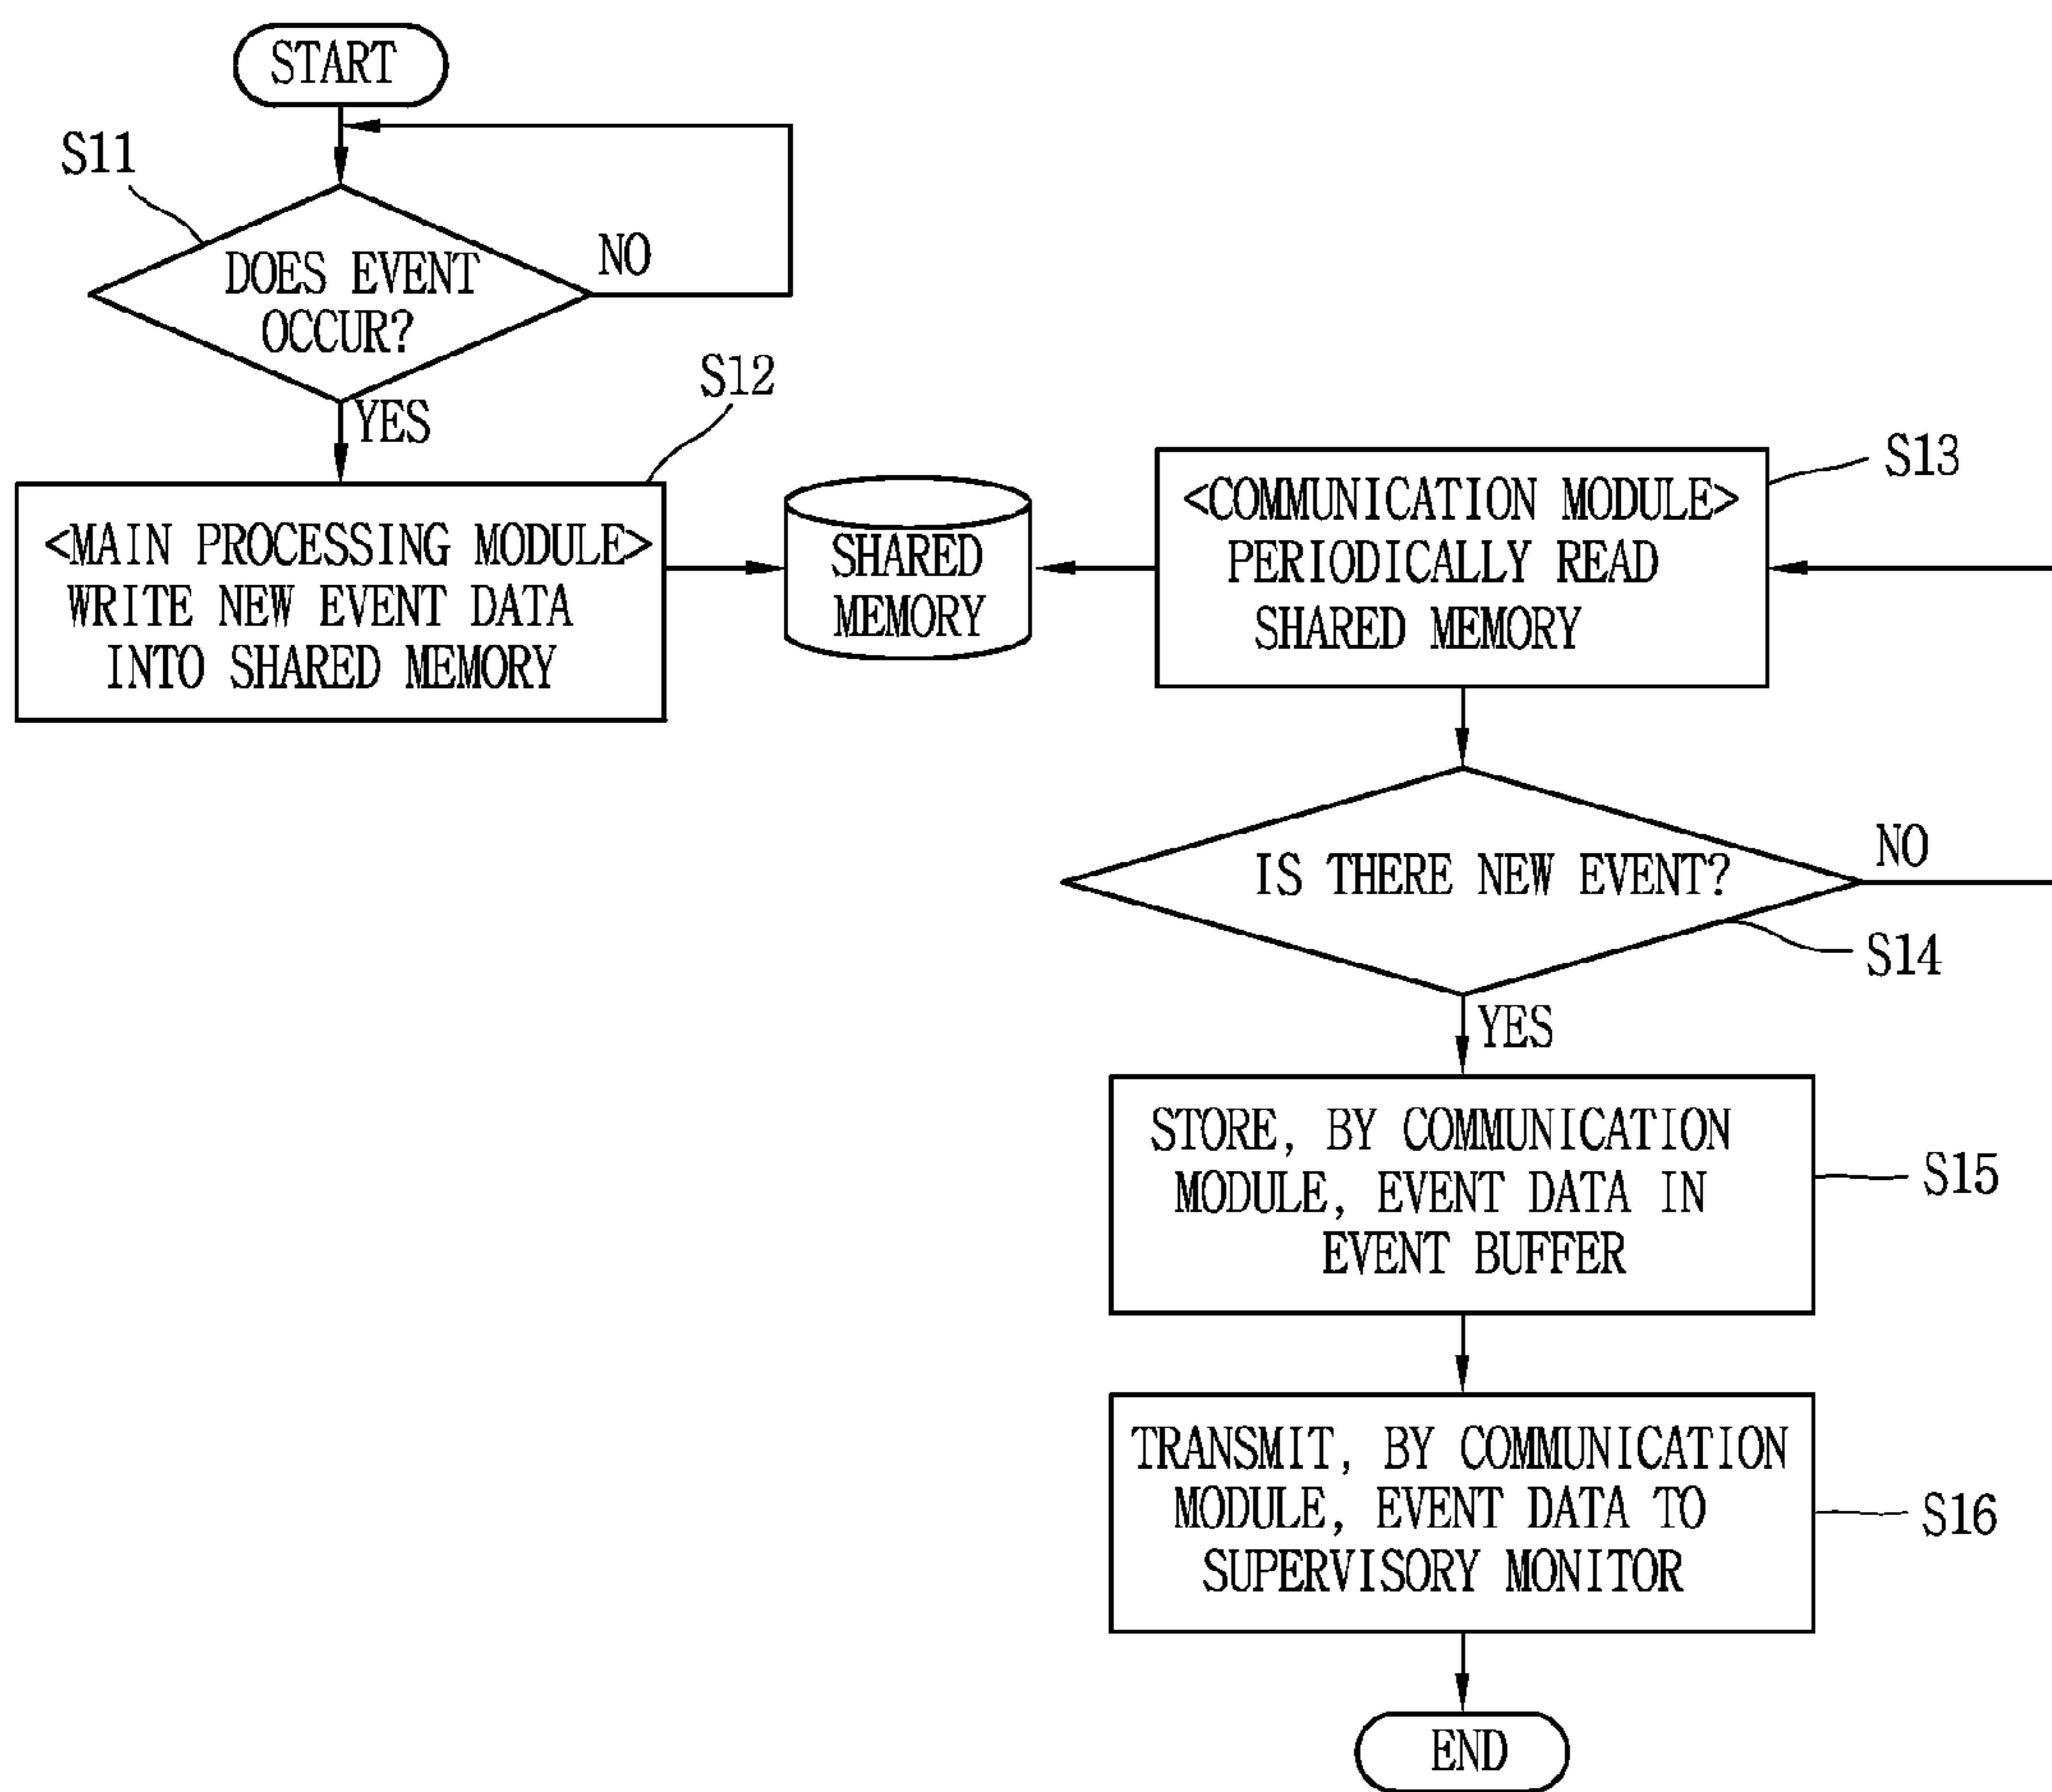 START
S11
DOES EVENT
OCCUR?
NO
YES
S12
<MAIN PROCESSING MODULE>
WRITE NEW EVENT DATA
INTO SHARED MEMORY
SHARED
MEMORY
S13
<COMMUNICATION MODULE>
PERIODICALLY READ
SHARED MEMORY
IS THERE NEW EVENT?
NO
S14
YES
STORE, BY COMMUNICATION
MODULE, EVENT DATA IN
EVENT BUFFER
S15
TRANSMIT, BY COMMUNICATION
MODULE, EVENT DATA TO
SUPERVISORY MONITOR
S16
END